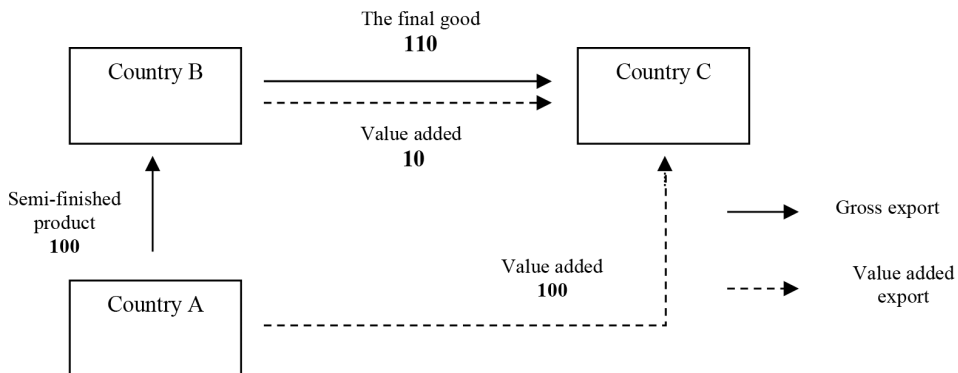 The final good
110
Country B
Country C
Value added
10
Semi-finished
product
100
Gross export
Value added
100
Value added
export
Country A